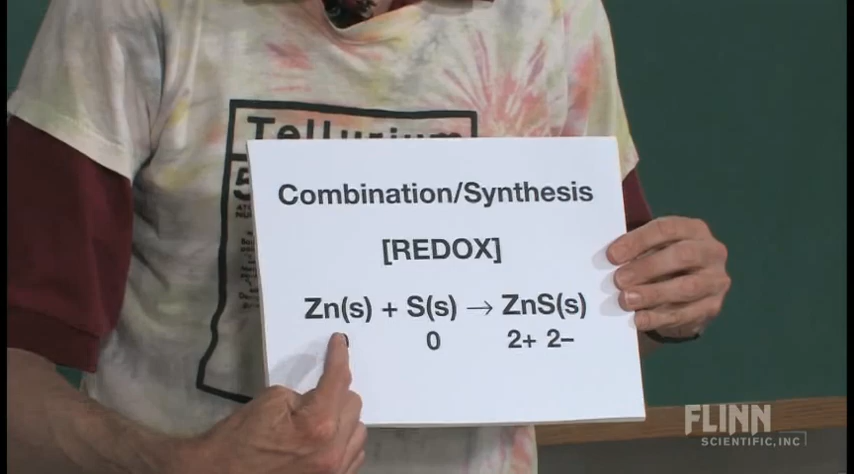 Tellurium
Combination/Synthesis
[REDOX]
Zn(s) + S(s) → ZnS(s)
0 2+ 2–
FLINN
SCIENTIFIC, INC